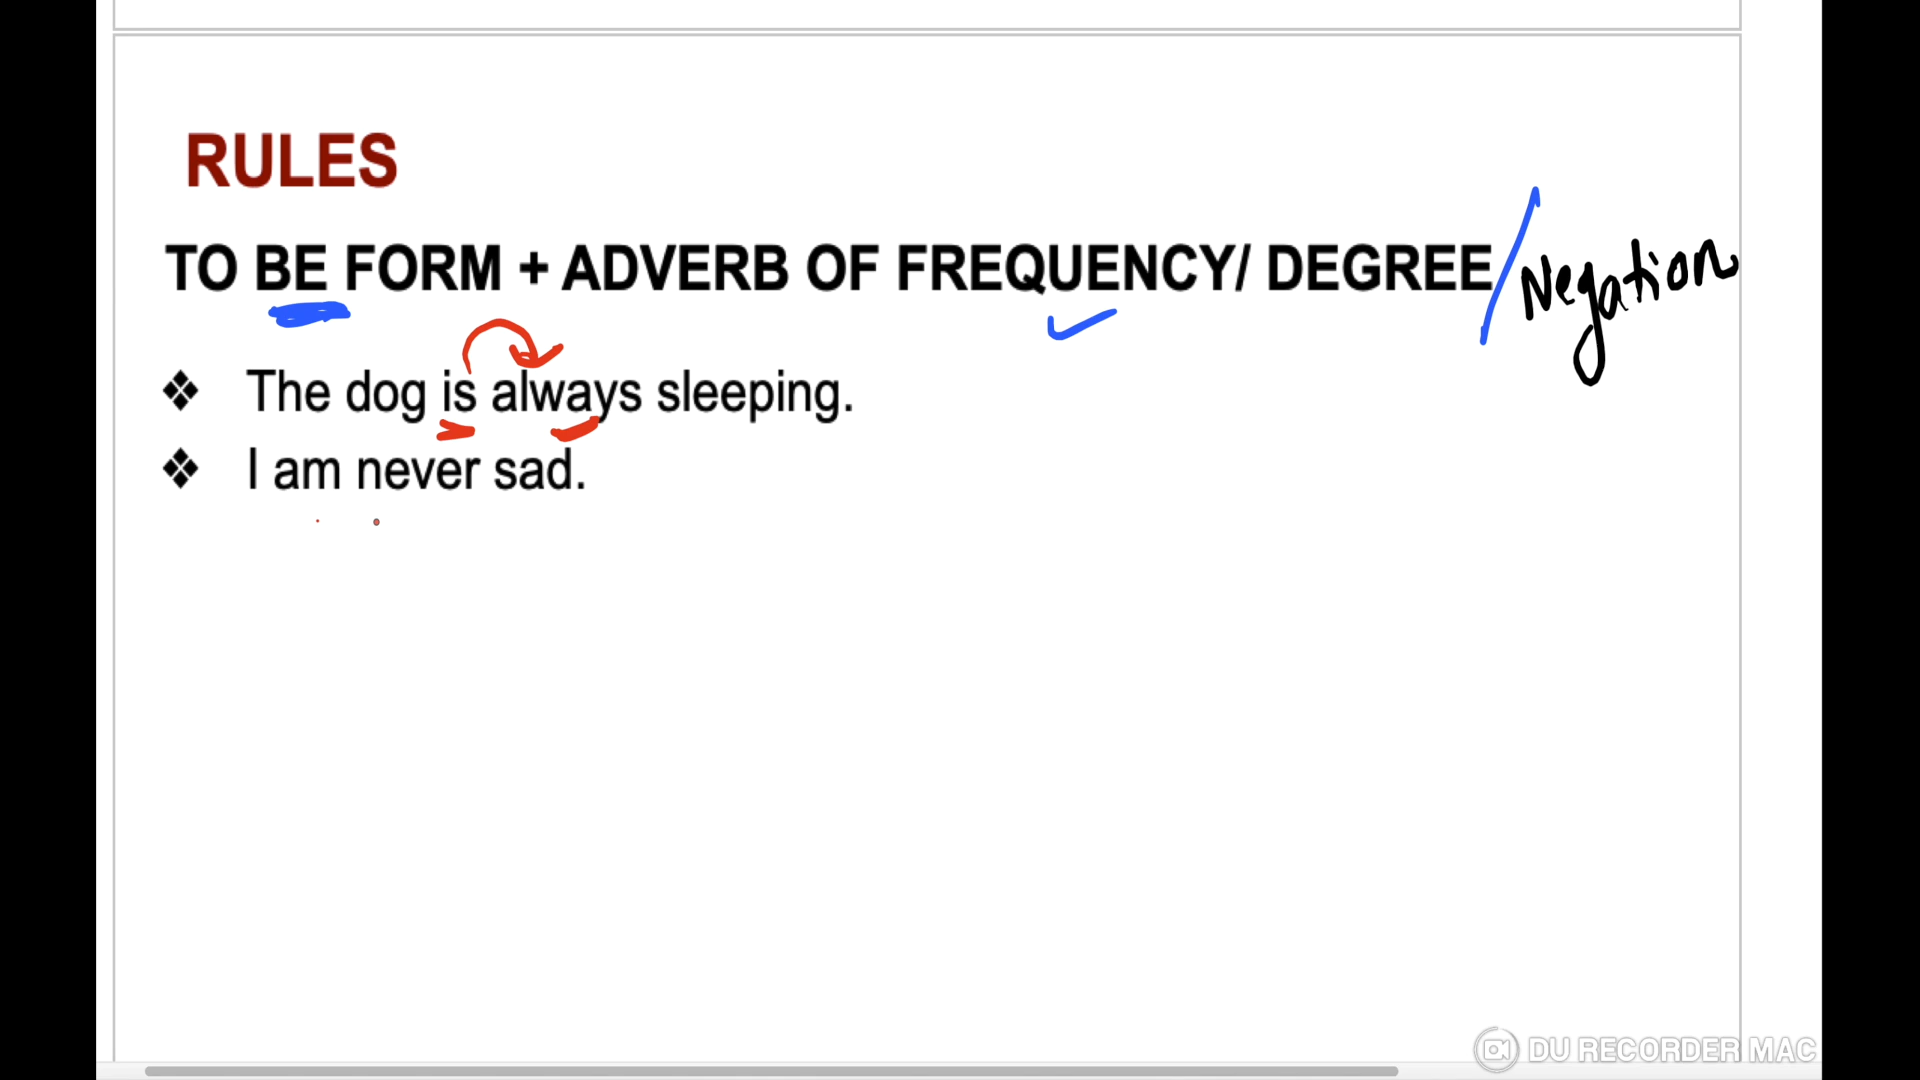 RULES
TO BE FORM + ADVERB OF FREQUENCY/ DEGREE / Negation
❖ The dog is always sleeping.
❖ I am never sad.
DU RECORDER MAC